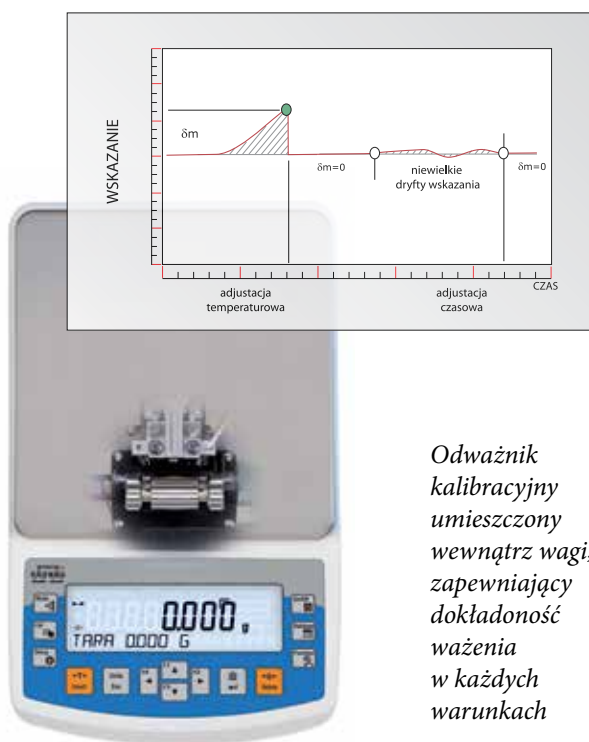 WSKAZANIE
δm
δm=0
niewielkie
dryfty wskazania
δm=0
CZAS
adjustacja
temperaturowa
adjustacja
czasowa
Odważnik
kalibracyjny
umieszczony
wewnątrz wagi,
zapewniający
dokładoność
ważenia
w każdych
warunkach
0.000 g
TARA 0.000 G